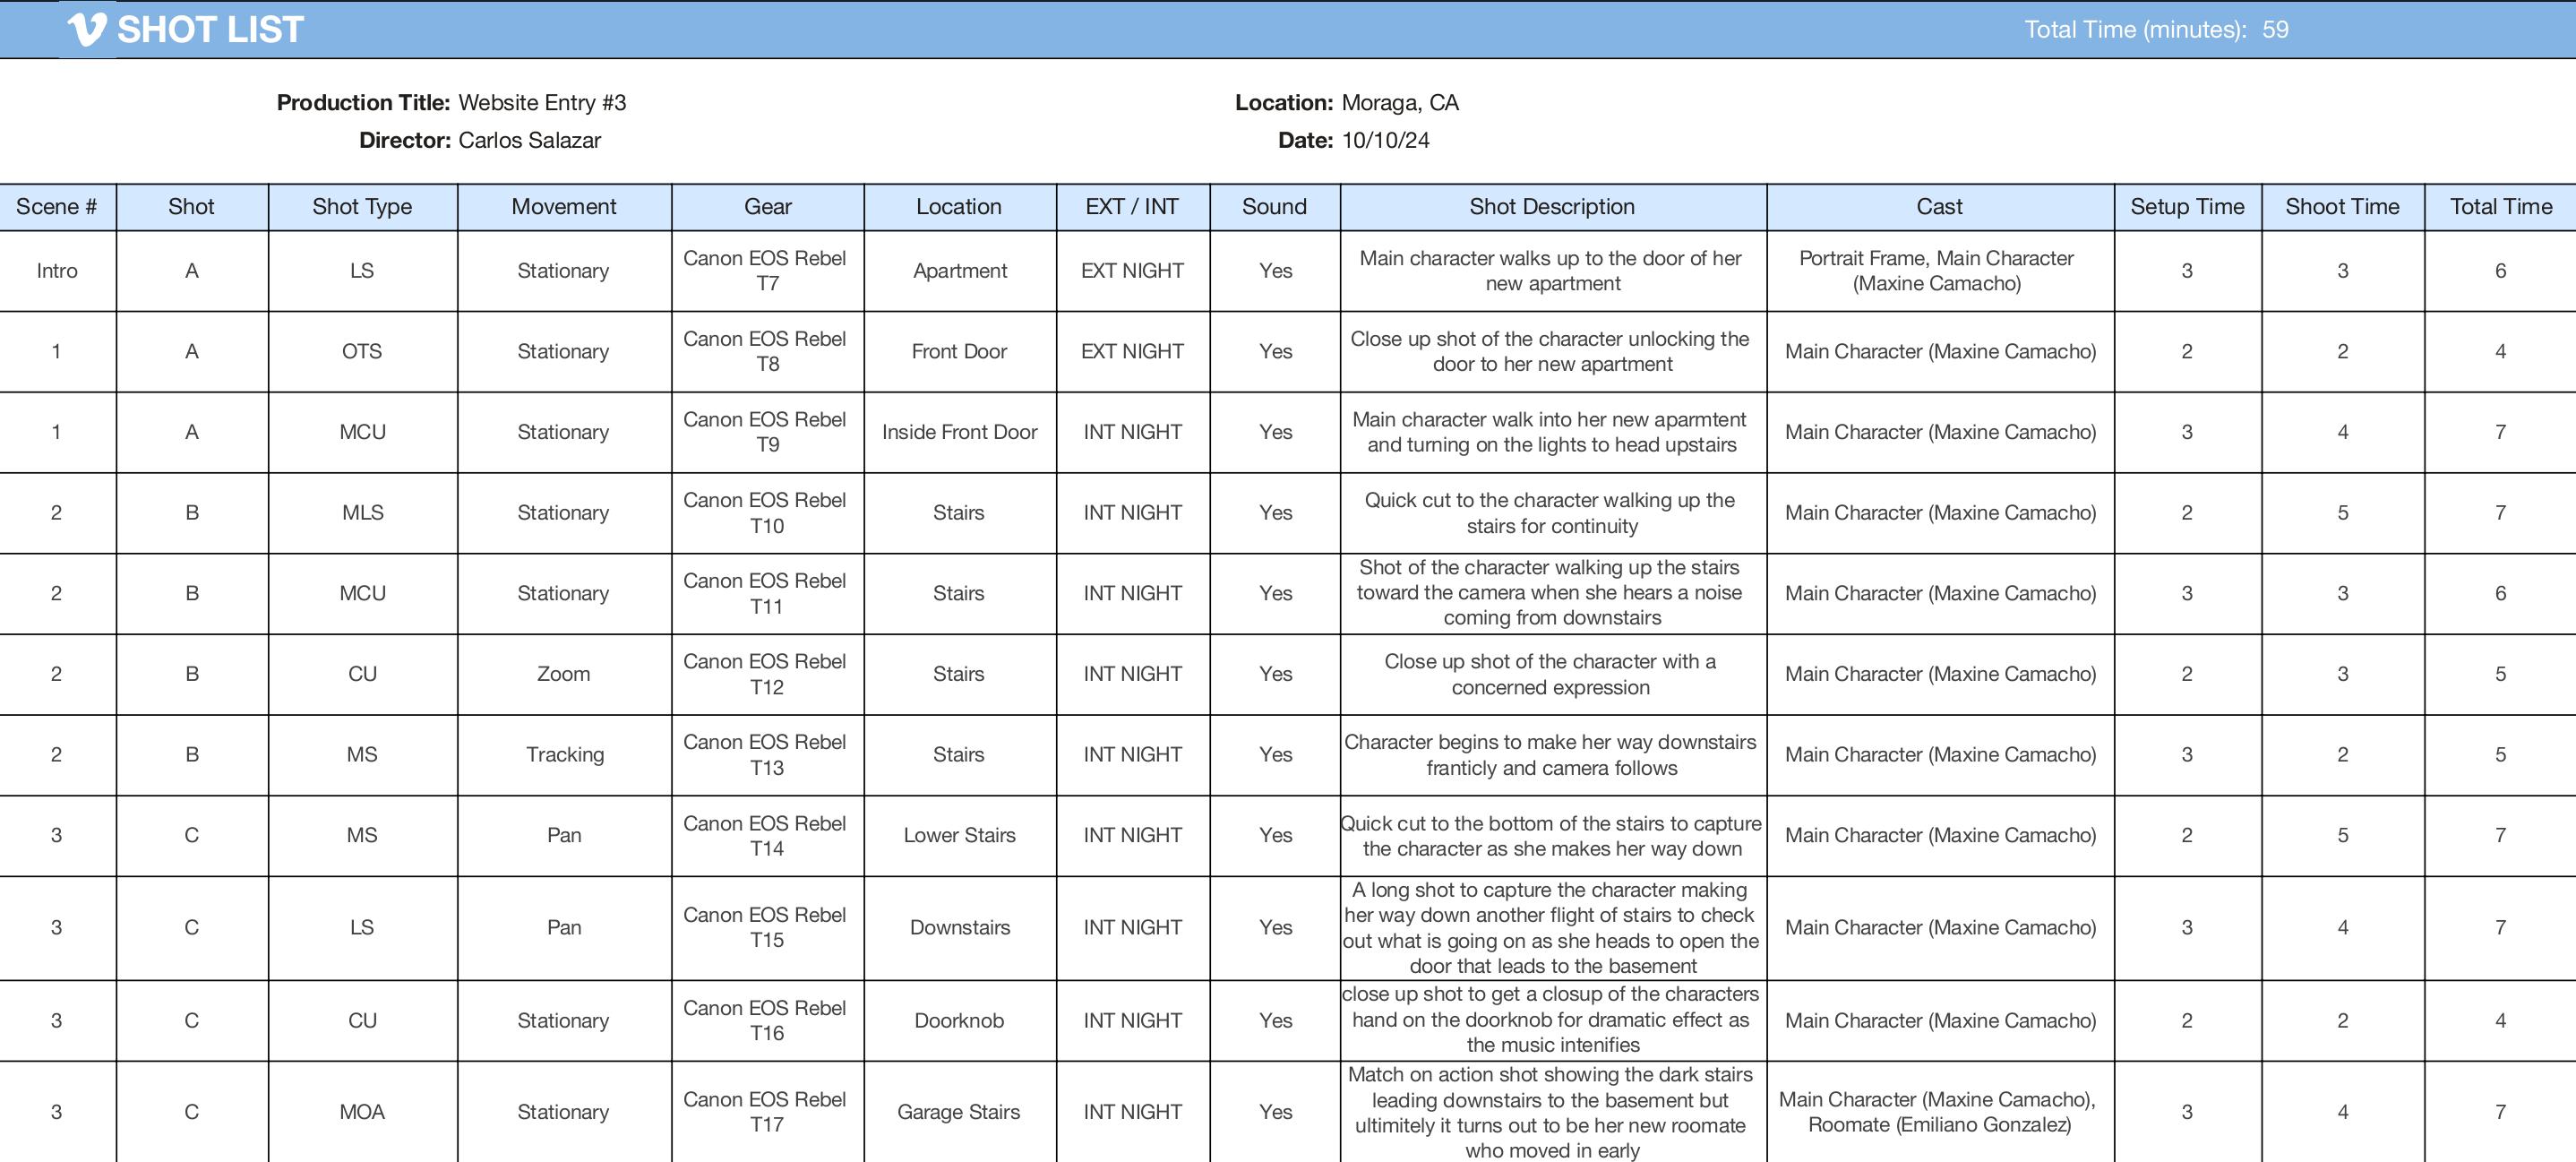 SHOT LIST
Total Time (minutes): 59
Production Title: Website Entry #3
Location: Moraga, CA
Director: Carlos Salazar
Date: 10/10/24
Scene # Shot Shot Type Movement Gear Location EXT / INT Sound Shot Description Cast Setup Time Shoot Time Total Time
Intro A LS Stationary Canon EOS Rebel T7 Apartment EXT NIGHT Yes Main character walks up to the door of her new apartment Portrait Frame, Main Character (Maxine Camacho) 3 3 6
1 A OTS Stationary Canon EOS Rebel T8 Front Door EXT NIGHT Yes Close up shot of the character unlocking the door to her new apartment Main Character (Maxine Camacho) 2 2 4
1 A MCU Stationary Canon EOS Rebel T9 Inside Front Door INT NIGHT Yes Main character walk into her new aparmtent and turning on the lights to head upstairs Main Character (Maxine Camacho) 3 4 7
2 B MLS Stationary Canon EOS Rebel T10 Stairs INT NIGHT Yes Quick cut to the character walking up the stairs for continuity Main Character (Maxine Camacho) 2 5 7
2 B MCU Stationary Canon EOS Rebel T11 Stairs INT NIGHT Yes Shot of the character walking up the stairs toward the camera when she hears a noise coming from downstairs Main Character (Maxine Camacho) 3 3 6
2 B CU Zoom Canon EOS Rebel T12 Stairs INT NIGHT Yes Close up shot of the character with a concerned expression Main Character (Maxine Camacho) 2 3 5
2 B MS Tracking Canon EOS Rebel T13 Stairs INT NIGHT Yes Character begins to make her way downstairs franticly and camera follows Main Character (Maxine Camacho) 3 2 5
3 C MS Pan Canon EOS Rebel T14 Lower Stairs INT NIGHT Yes Quick cut to the bottom of the stairs to capture the character as she makes her way down Main Character (Maxine Camacho) 2 5 7
3 C LS Pan Canon EOS Rebel T15 Downstairs INT NIGHT Yes A long shot to capture the character making her way down another flight of stairs to check out what is going on as she heads to open the door that leads to the basement Main Character (Maxine Camacho) 3 4 7
3 C CU Stationary Canon EOS Rebel T16 Doorknob INT NIGHT Yes close up shot to get a closup of the characters hand on the doorknob for dramatic effect as the music intenifies Main Character (Maxine Camacho) 2 2 4
3 C MOA Stationary Canon EOS Rebel T17 Garage Stairs INT NIGHT Yes Match on action shot showing the dark stairs leading downstairs to the basement but ultimitely it turns out to be her new roomate who moved in early Main Character (Maxine Camacho), Roomate (Emiliano Gonzalez) 3 4 7